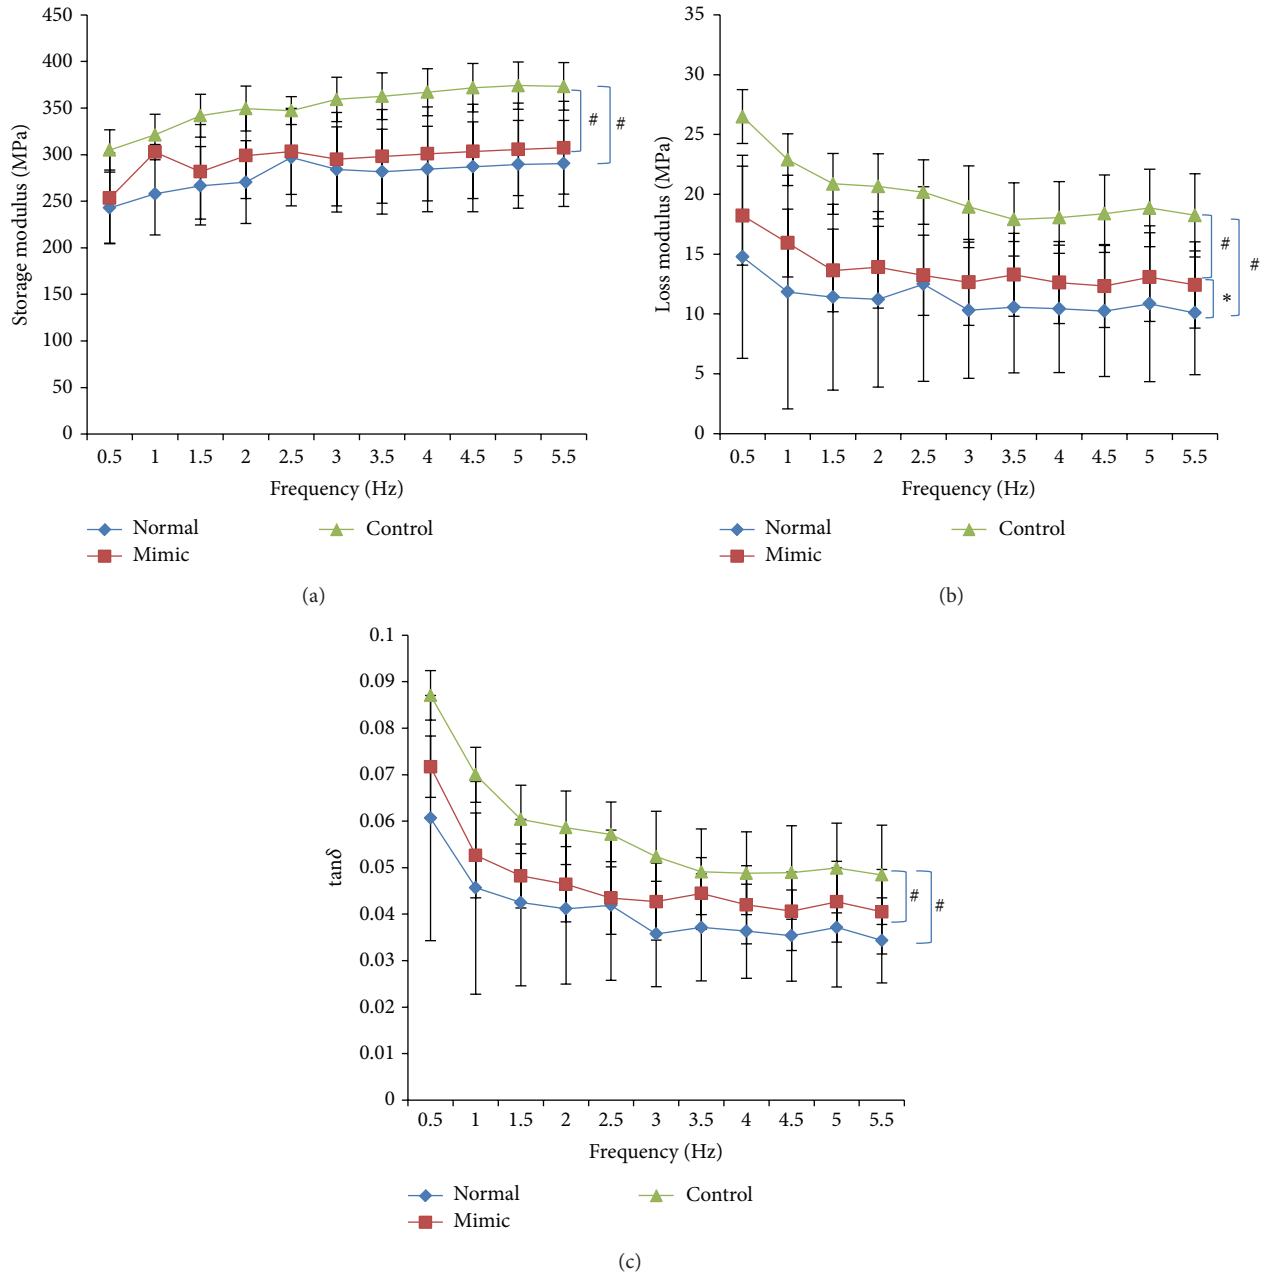 450
400
350
300
250
200
150
100
50
0
Storage modulus (MPa)
0.5 1 1.5 2 2.5 3 3.5 4 4.5 5 5.5
Frequency (Hz)
# #
Normal Control
Mimic
(a)
35
30
25
20
15
10
5
0
Loss modulus (MPa)
0.5 1 1.5 2 2.5 3 3.5 4 4.5 5 5.5
Frequency (Hz)
#
#
*
Normal Control
Mimic
(b)
0.1
0.09
0.08
0.07
0.06
0.05
0.04
0.03
0.02
0.01
0
tanδ
0.5 1 1.5 2 2.5 3 3.5 4 4.5 5 5.5
Frequency (Hz)
# #
Normal Control
Mimic
(c)